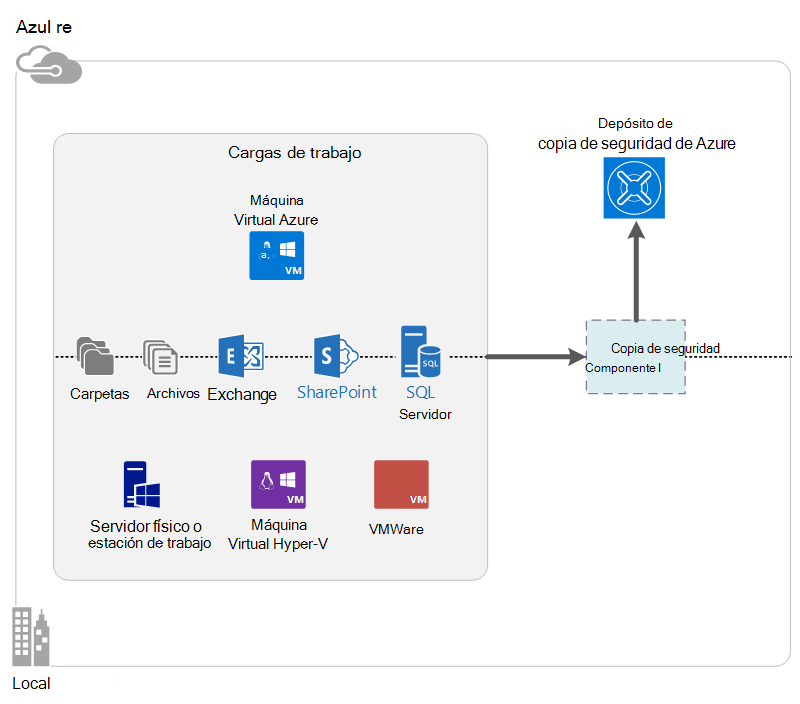 Azul re
Depósito de
copia de seguridad de Azure
Cargas de trabajo
Máquina
Virtual Azure
a,
VM
E
S
SQL
Copia de seguridad
Componente I
Carpetas
Archivos
Exchange
SharePoint
SQL
Servidor
VM
VM
Servidor físico o
estación de trabajo
Máquina
Virtual Hyper-V
VMWare
Local